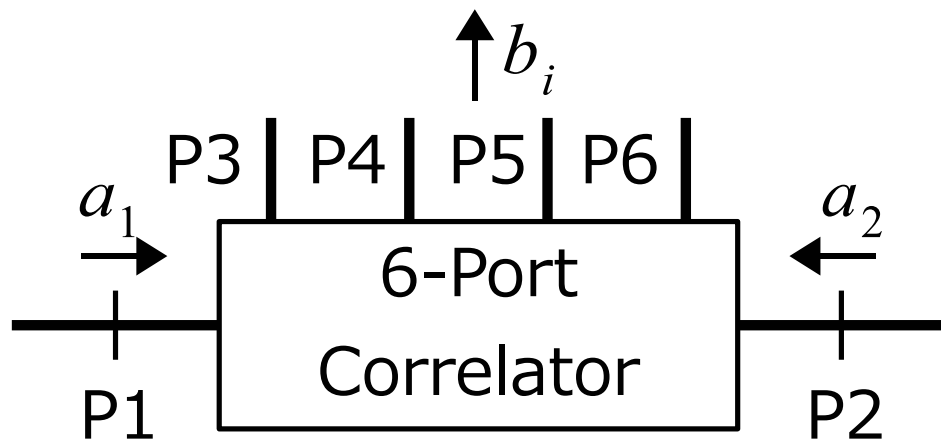 b_i
P3 P4 P5 P6
a_1 a_2
6-Port
Correlator
P1 P2